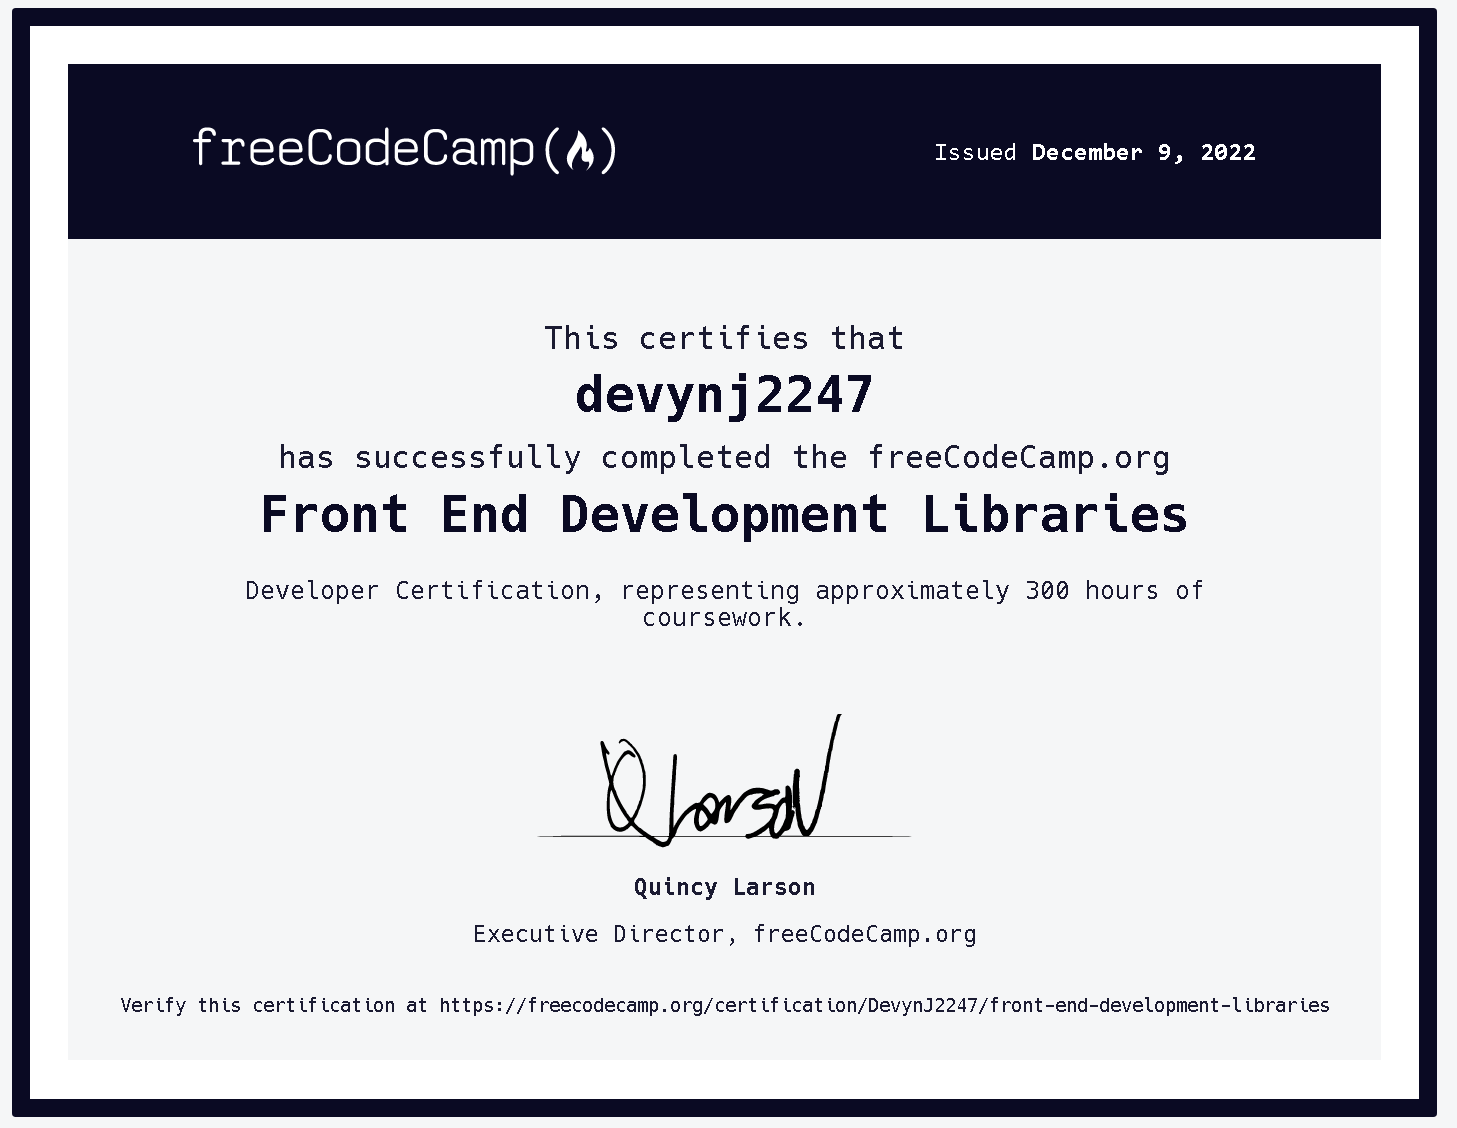 freeCodeCamp(🔥)
Issued December 9, 2022
This certifies that
devynj2247
has successfully completed the freeCodeCamp.org
Front End Development Libraries
Developer Certification, representing approximately 300 hours of
coursework.
Q Larson
Quincy Larson
Executive Director, freeCodeCamp.org
Verify this certification at https://freecodecamp.org/certification/DevynJ2247/front-end-development-libraries